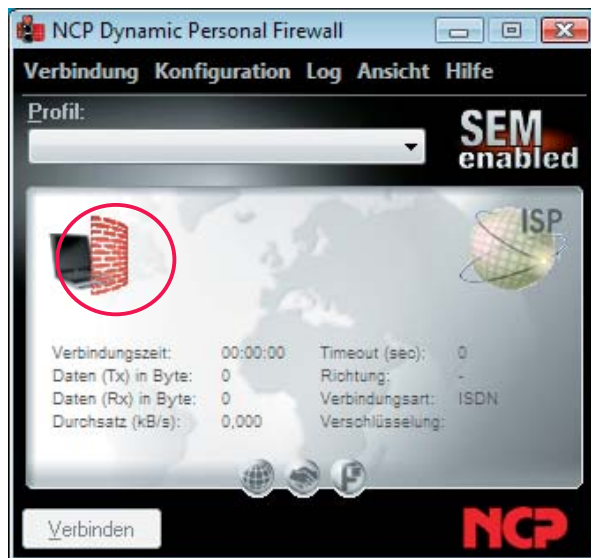 NCP Dynamic Personal Firewall
Verbindung Konfiguration Log Ansicht Hilfe
Profil:
SEM
enabled
ISP
Verbindungszeit: 00:00:00 Timeout (sec): 0
Daten (Tx) in Byte: 0 Richtung: -
Daten (Rx) in Byte: 0 Verbindungsart: ISDN
Durchsatz (kB/s): 0,000 Verschlüsselung:
Verbinden
NCP